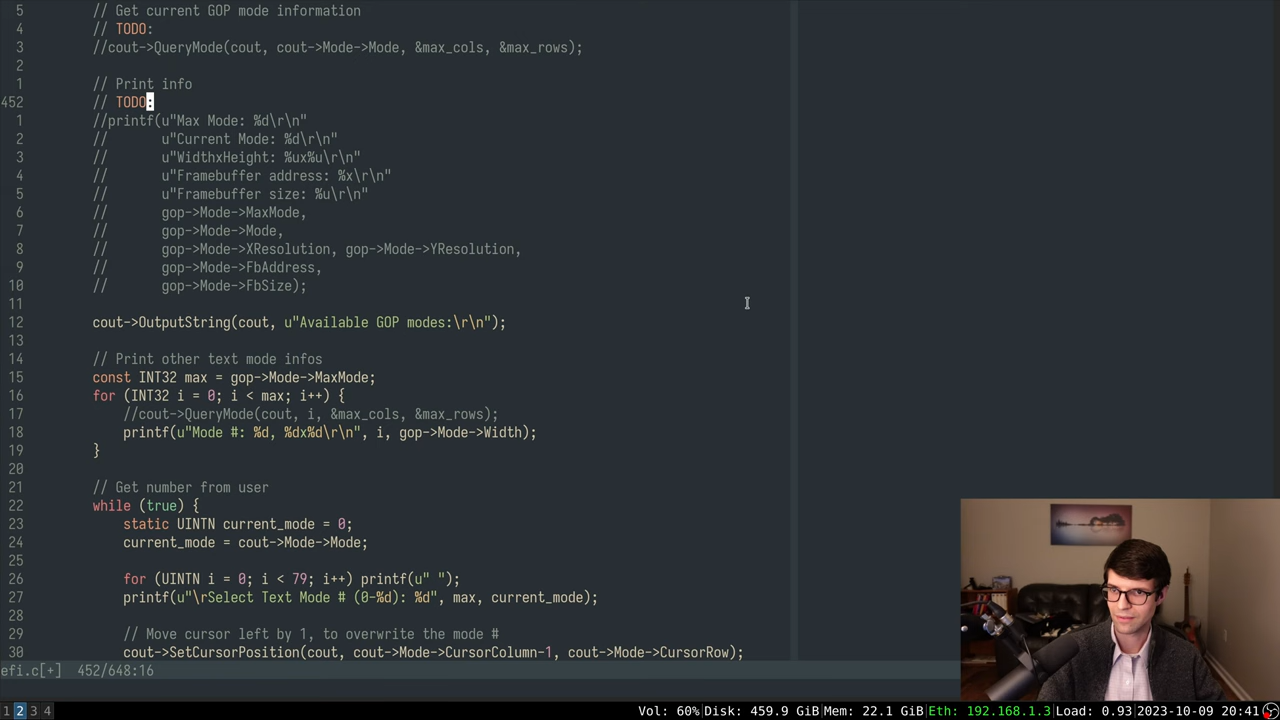 5 // Get current GOP mode information
4 // TODO:
3 //cout->QueryMode(cout, cout->Mode->Mode, &max_cols, &max_rows);
2
1 // Print info
452 // TODO:
1 //printf(u"Max Mode: %d\r\n"
2 // u"Current Mode: %d\r\n"
3 // u"WidthxHeight: %ux%u\r\n"
4 // u"Framebuffer address: %x\r\n"
5 // u"Framebuffer size: %u\r\n"
6 // gop->Mode->MaxMode,
7 // gop->Mode->Mode,
8 // gop->Mode->XResolution, gop->Mode->YResolution,
9 // gop->Mode->FbAddress,
10 // gop->Mode->FbSize);
11
12 cout->OutputString(cout, u"Available GOP modes:\r\n");
13
14 // Print other text mode infos
15 const INT32 max = gop->Mode->MaxMode;
16 for (INT32 i = 0; i < max; i++) {
17 //cout->QueryMode(cout, i, &max_cols, &max_rows);
18 printf(u"Mode #: %d, %dx%d\r\n", i, gop->Mode->Width);
19 }
20
21 // Get number from user
22 while (true) {
23 static UINTN current_mode = 0;
24 current_mode = cout->Mode->Mode;
25
26 for (UINTN i = 0; i < 79; i++) printf(u" ");
27 printf(u"\rSelect Text Mode # (0-%d): %d", max, current_mode);
28
29 // Move cursor left by 1, to overwrite the mode #
30 cout->SetCursorPosition(cout, cout->Mode->CursorColumn-1, cout->Mode->CursorRow);
efi.c[+] 452/648:16
1 2 3 4 Vol: 60%|Disk: 459.9 GiB|Mem: 22.1 GiB|Eth: 192.168.1.3|Load: 0.93|2023-10-09 20:41